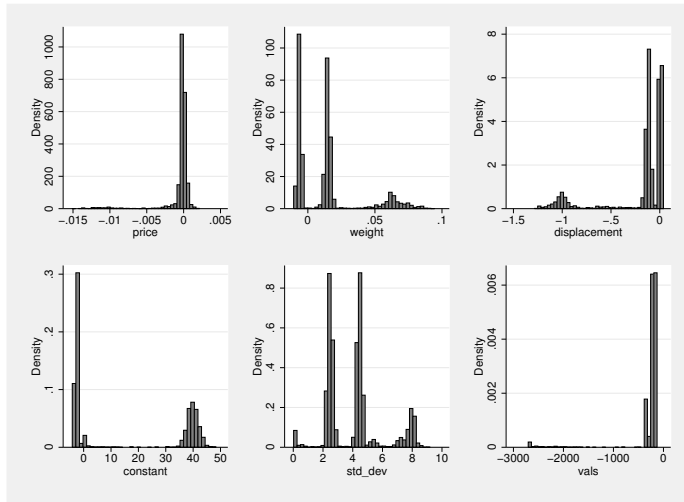 Density
0 200 400 600 800 1000
−.015 −.01 −.005 0 .005
price
Density
0 20 40 60 80 100
0 .05 .1
weight
Density
0 2 4 6 8
−1.5 −1 −.5 0
displacement
Density
0 .1 .2 .3
0 10 20 30 40 50
constant
Density
0 .2 .4 .6 .8
0 2 4 6 8 10
std_dev
Density
0 .002 .004 .006
−3000 −2000 −1000 0
vals